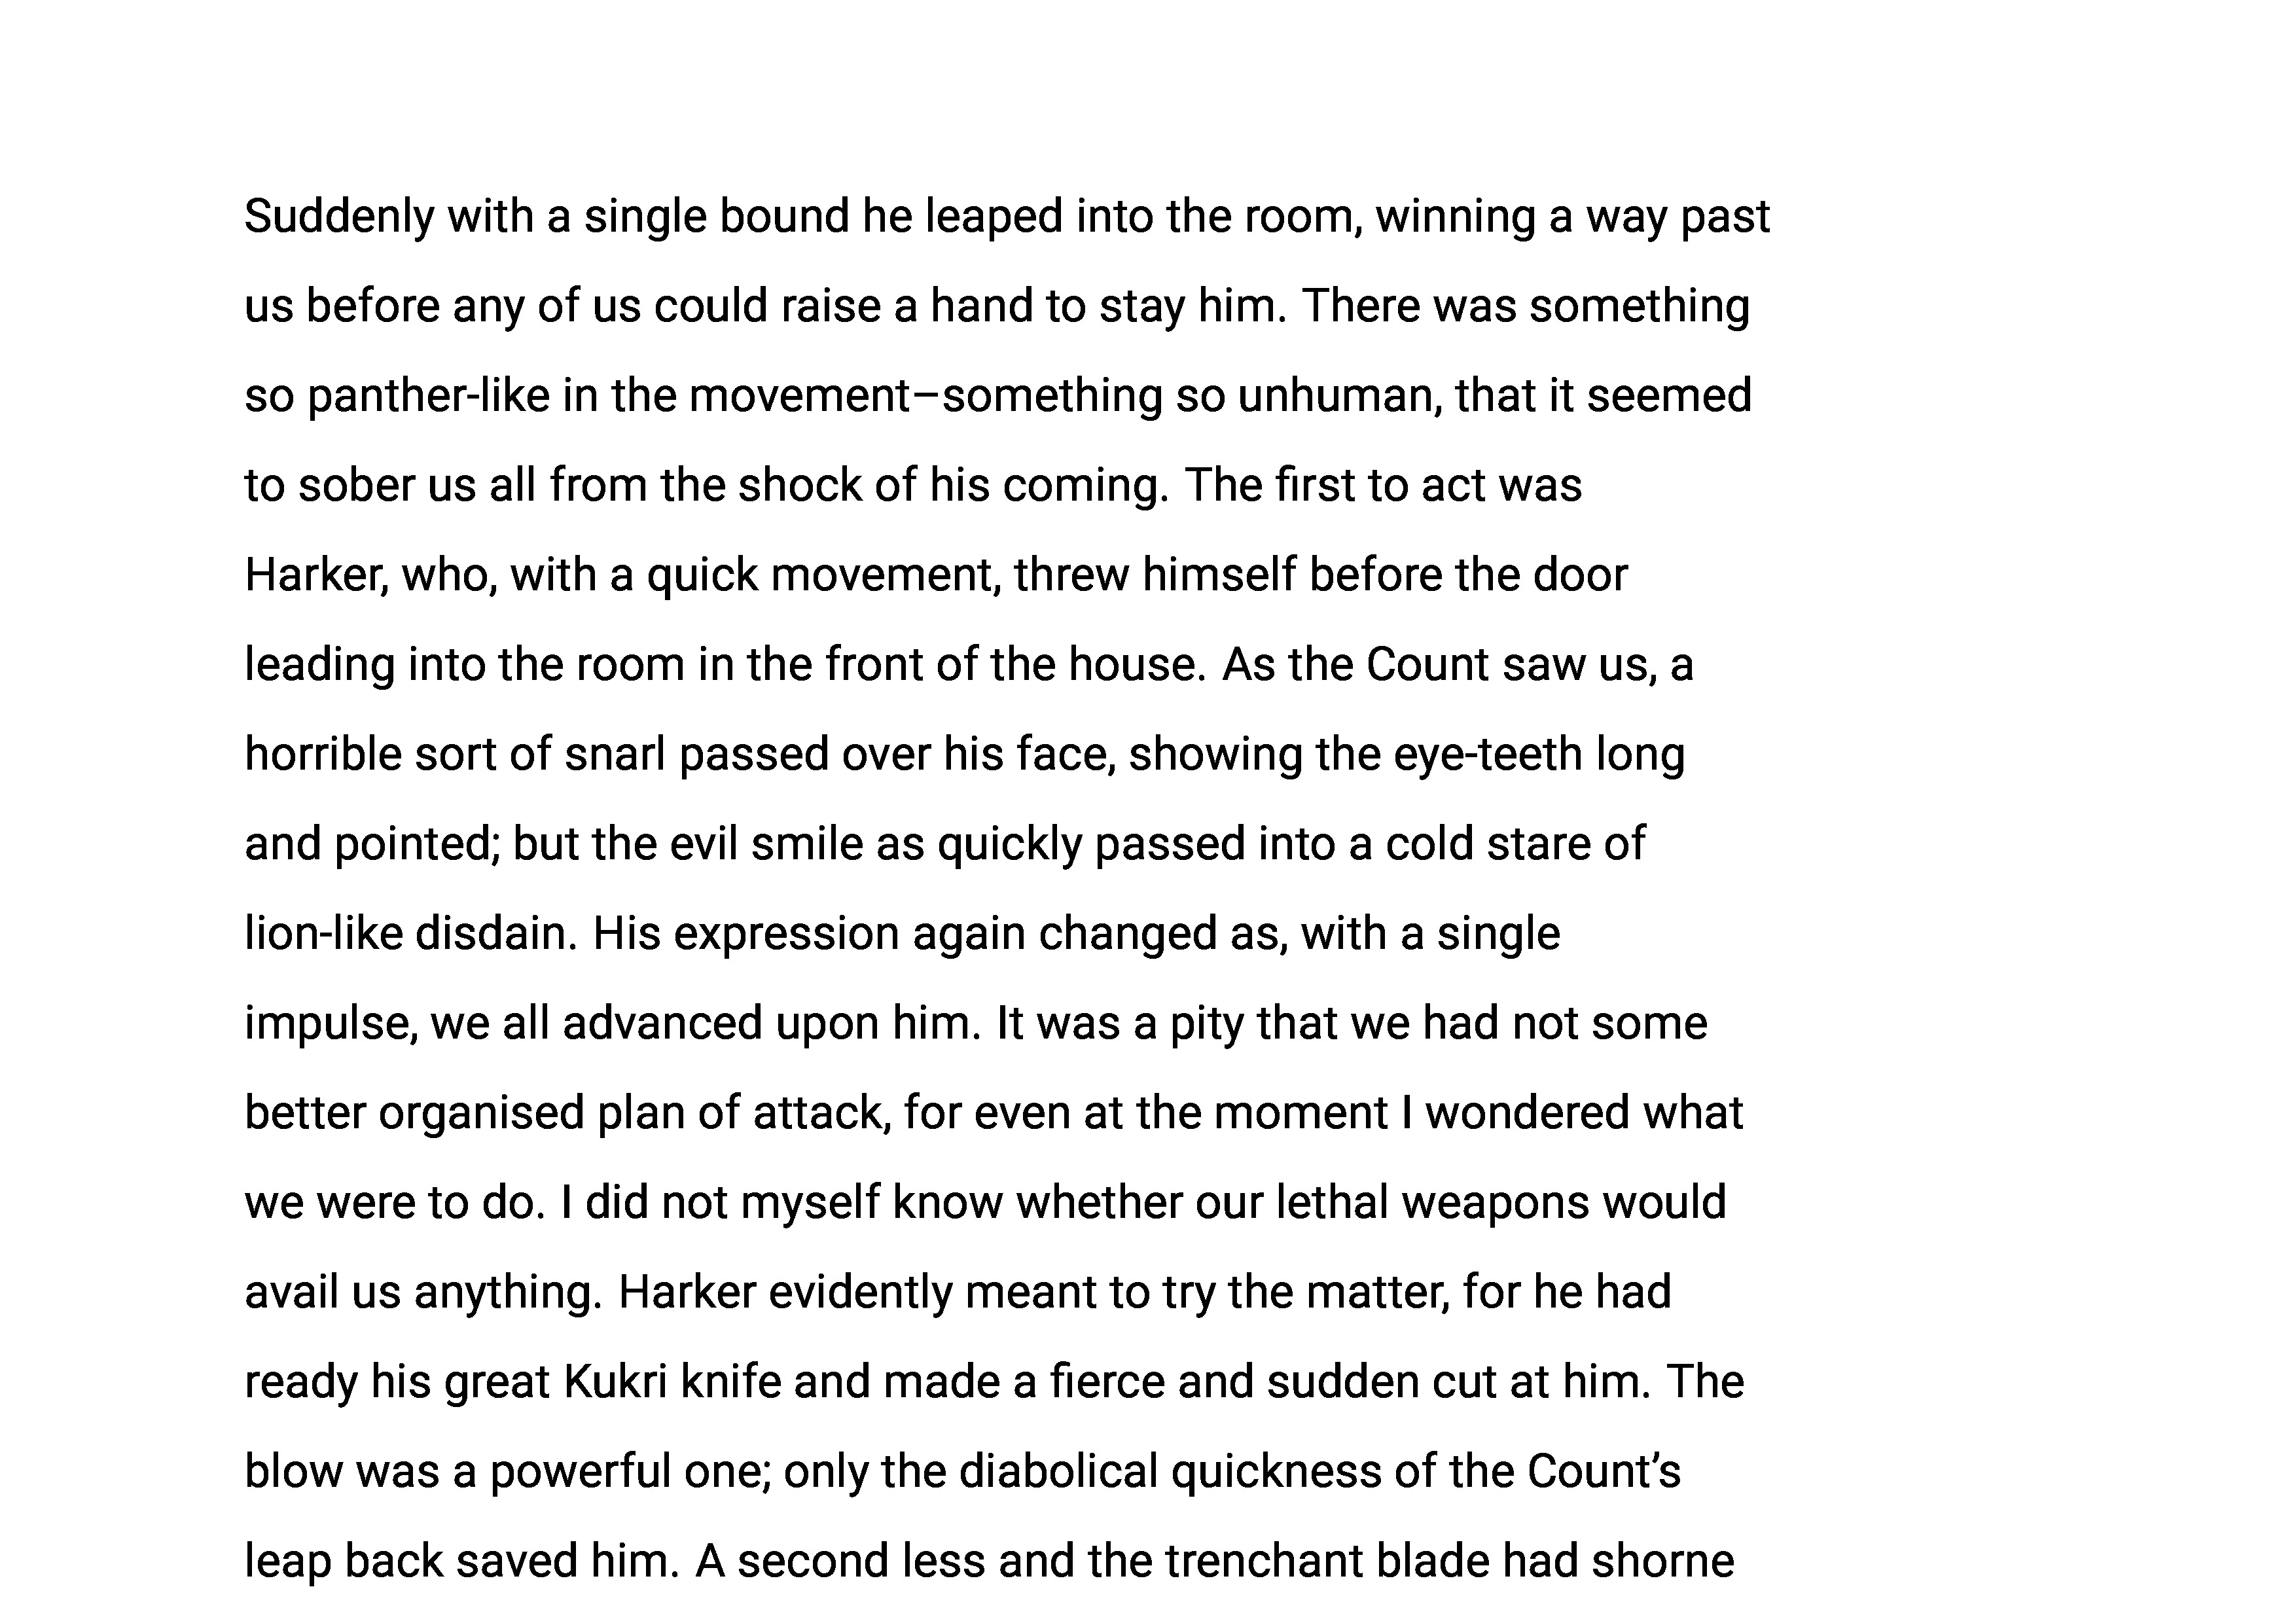 Suddenly with a single bound he leaped into the room, winning a way past
us before any of us could raise a hand to stay him. There was something
so panther-like in the movement–something so unhuman, that it seemed
to sober us all from the shock of his coming. The first to act was
Harker, who, with a quick movement, threw himself before the door
leading into the room in the front of the house. As the Count saw us, a
horrible sort of snarl passed over his face, showing the eye-teeth long
and pointed; but the evil smile as quickly passed into a cold stare of
lion-like disdain. His expression again changed as, with a single
impulse, we all advanced upon him. It was a pity that we had not some
better organised plan of attack, for even at the moment I wondered what
we were to do. I did not myself know whether our lethal weapons would
avail us anything. Harker evidently meant to try the matter, for he had
ready his great Kukri knife and made a fierce and sudden cut at him. The
blow was a powerful one; only the diabolical quickness of the Count’s
leap back saved him. A second less and the trenchant blade had shorne